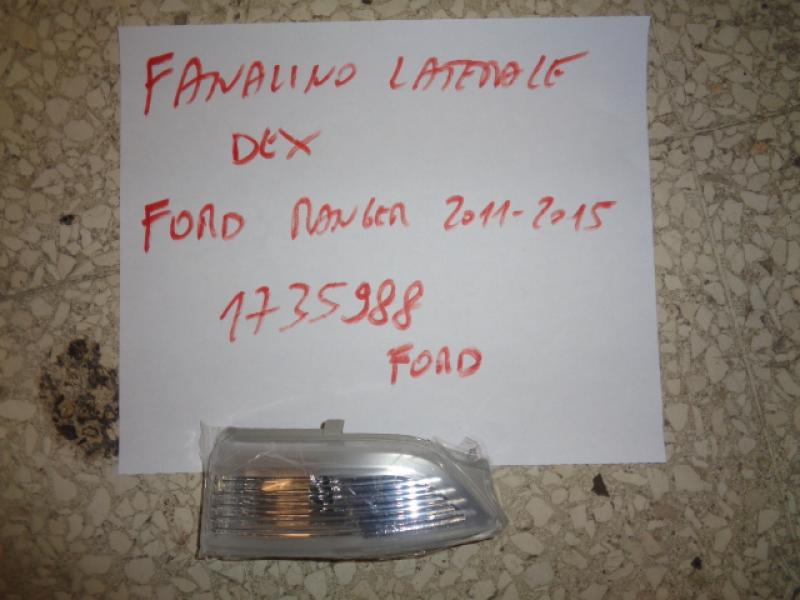 FANALINO LATERALE
DEX
FORD RANGER 2011-2015
1735988
FORD